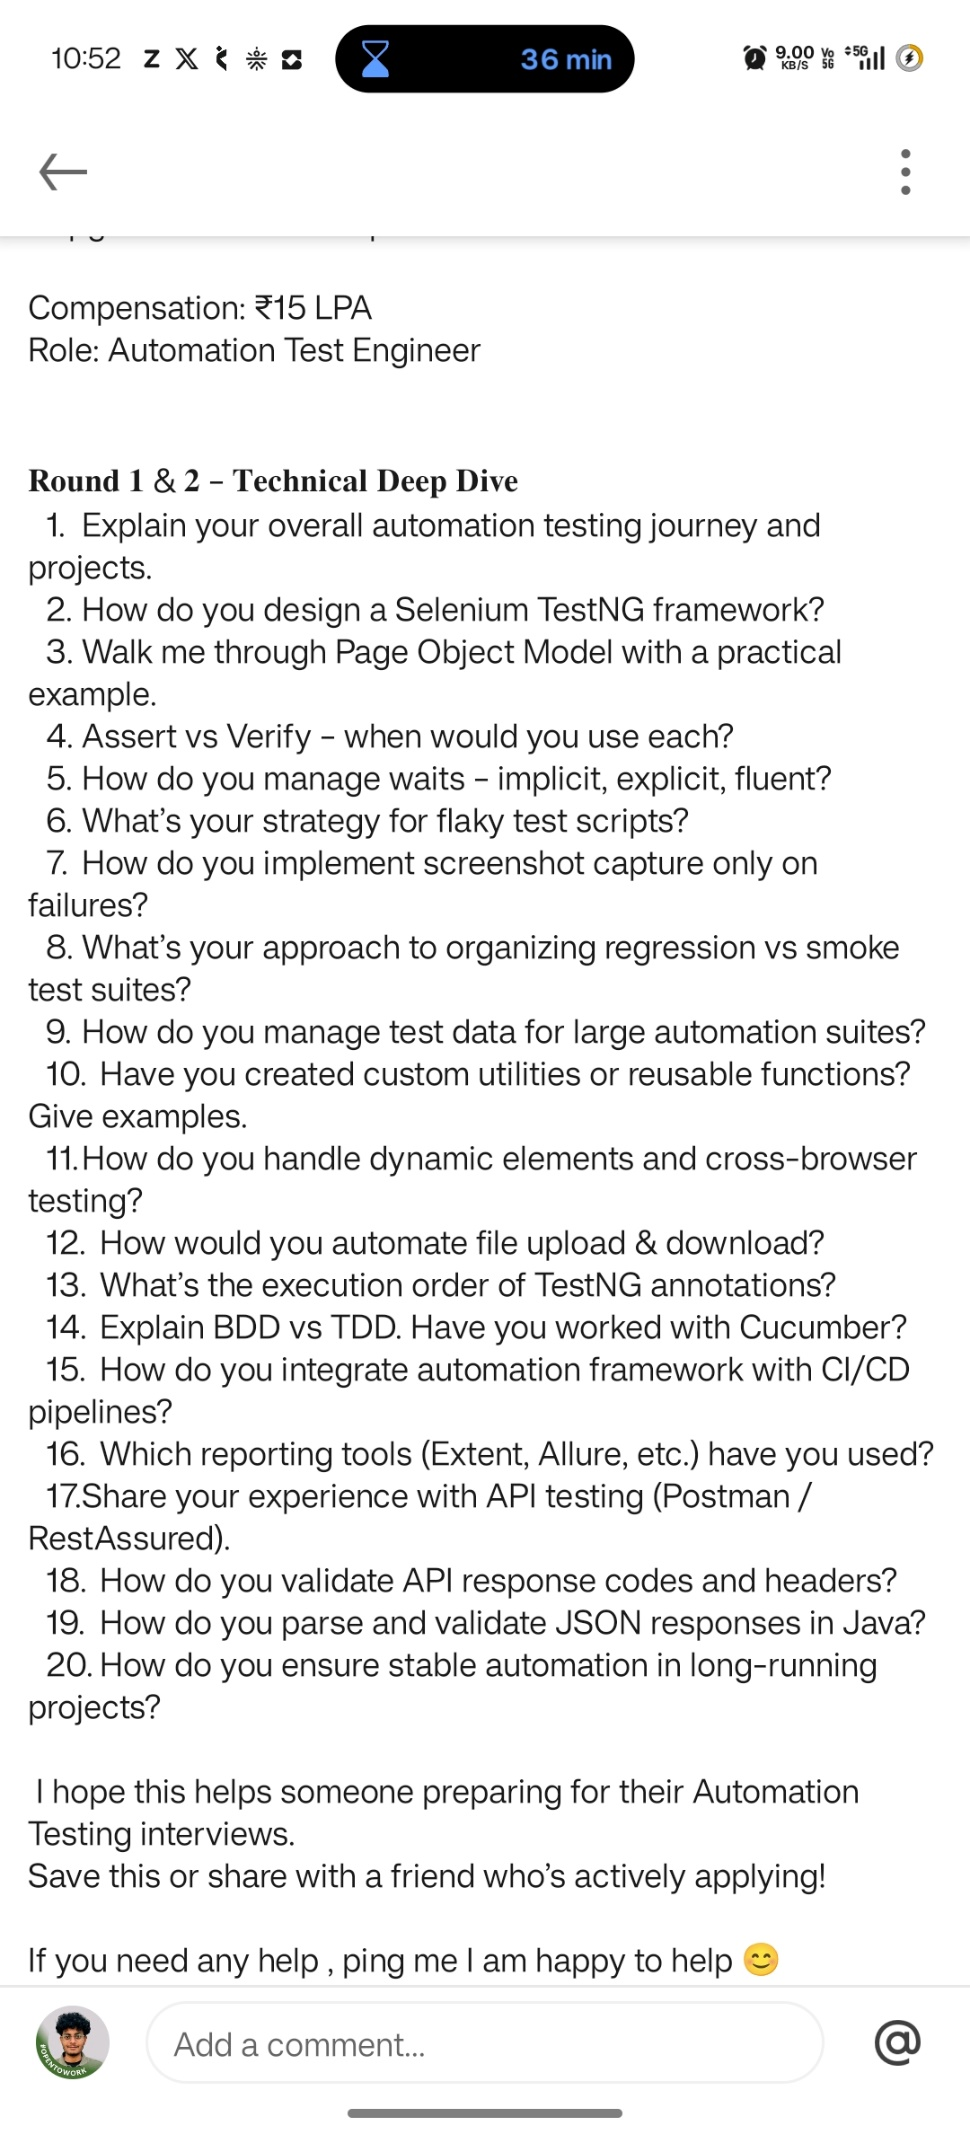 10:52
36 min
9.00 KB/S
Vo 5G
5G
Compensation: ₹15 LPA
Role: Automation Test Engineer
Round 1 & 2 – Technical Deep Dive
1. Explain your overall automation testing journey and
projects.
2. How do you design a Selenium TestNG framework?
3. Walk me through Page Object Model with a practical
example.
4. Assert vs Verify – when would you use each?
5. How do you manage waits – implicit, explicit, fluent?
6. What’s your strategy for flaky test scripts?
7. How do you implement screenshot capture only on
failures?
8. What’s your approach to organizing regression vs smoke
test suites?
9. How do you manage test data for large automation suites?
10. Have you created custom utilities or reusable functions?
Give examples.
11.How do you handle dynamic elements and cross-browser
testing?
12. How would you automate file upload & download?
13. What’s the execution order of TestNG annotations?
14. Explain BDD vs TDD. Have you worked with Cucumber?
15. How do you integrate automation framework with CI/CD
pipelines?
16. Which reporting tools (Extent, Allure, etc.) have you used?
17.Share your experience with API testing (Postman /
RestAssured).
18. How do you validate API response codes and headers?
19. How do you parse and validate JSON responses in Java?
20. How do you ensure stable automation in long-running
projects?
I hope this helps someone preparing for their Automation
Testing interviews.
Save this or share with a friend who’s actively applying!
If you need any help , ping me I am happy to help 😊
#OPENTOWORK
Add a comment...
@